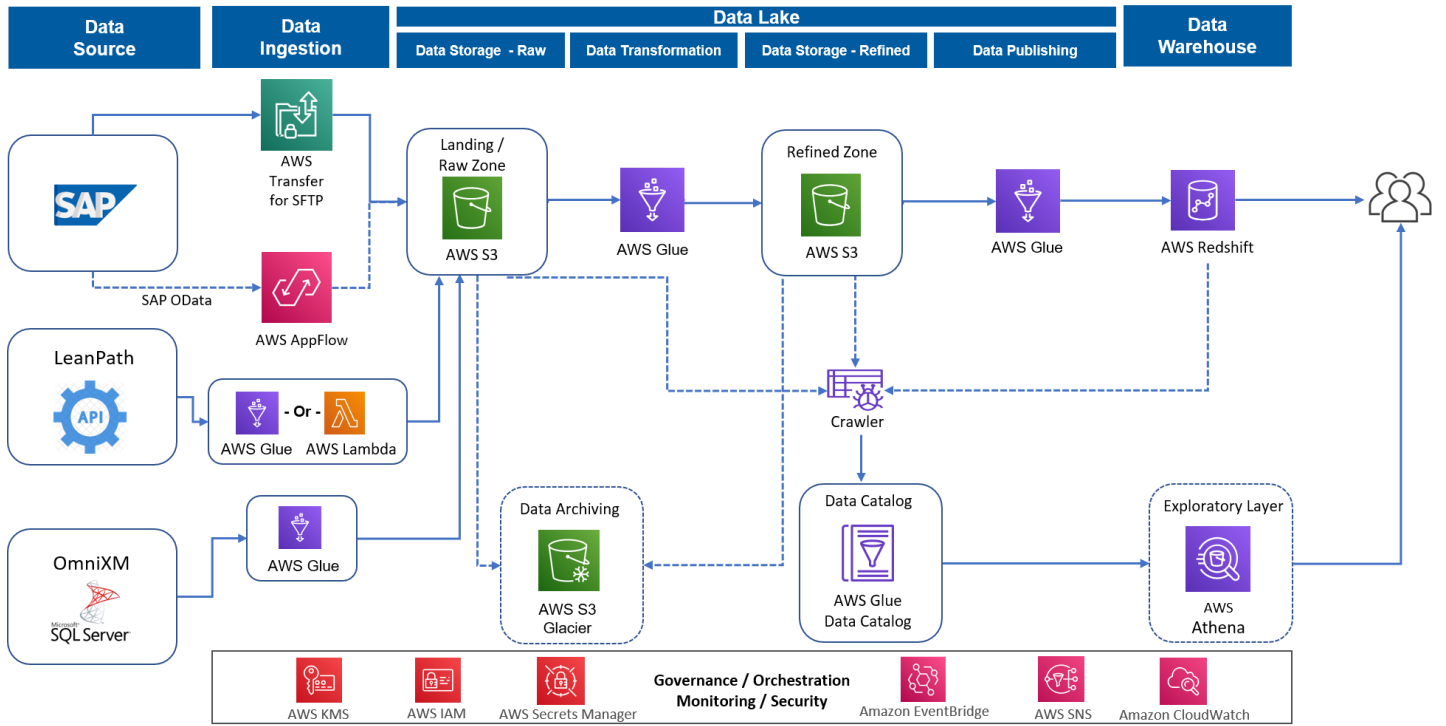 Data
Source
Data
Ingestion
Data Lake
Data Storage - Raw
Data Transformation
Data Storage - Refined
Data Publishing
Data
Warehouse
SAP
AWS
Transfer
for SFTP
SAP OData
AWS AppFlow
Landing /
Raw Zone
AWS S3
AWS Glue
Refined Zone
AWS S3
AWS Glue
AWS Redshift
LeanPath
API
- Or -
AWS Glue
AWS Lambda
Crawler
OmniXM
Microsoft®
SQL Server
AWS Glue
Data Archiving
AWS S3
Glacier
Data Catalog
AWS Glue
Data Catalog
Exploratory Layer
AWS
Athena
AWS KMS
AWS IAM
AWS Secrets Manager
Governance / Orchestration
Monitoring / Security
Amazon EventBridge
AWS SNS
Amazon CloudWatch